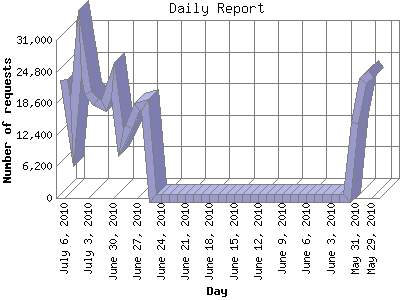 Daily Report
Number of requests
31,000
24,800
18,600
12,400
6,200
0
July 6, 2010
July 3, 2010
June 30, 2010
June 27, 2010
June 24, 2010
June 21, 2010
June 18, 2010
June 15, 2010
June 12, 2010
June 9, 2010
June 6, 2010
June 3, 2010
May 31, 2010
May 29, 2010
Day